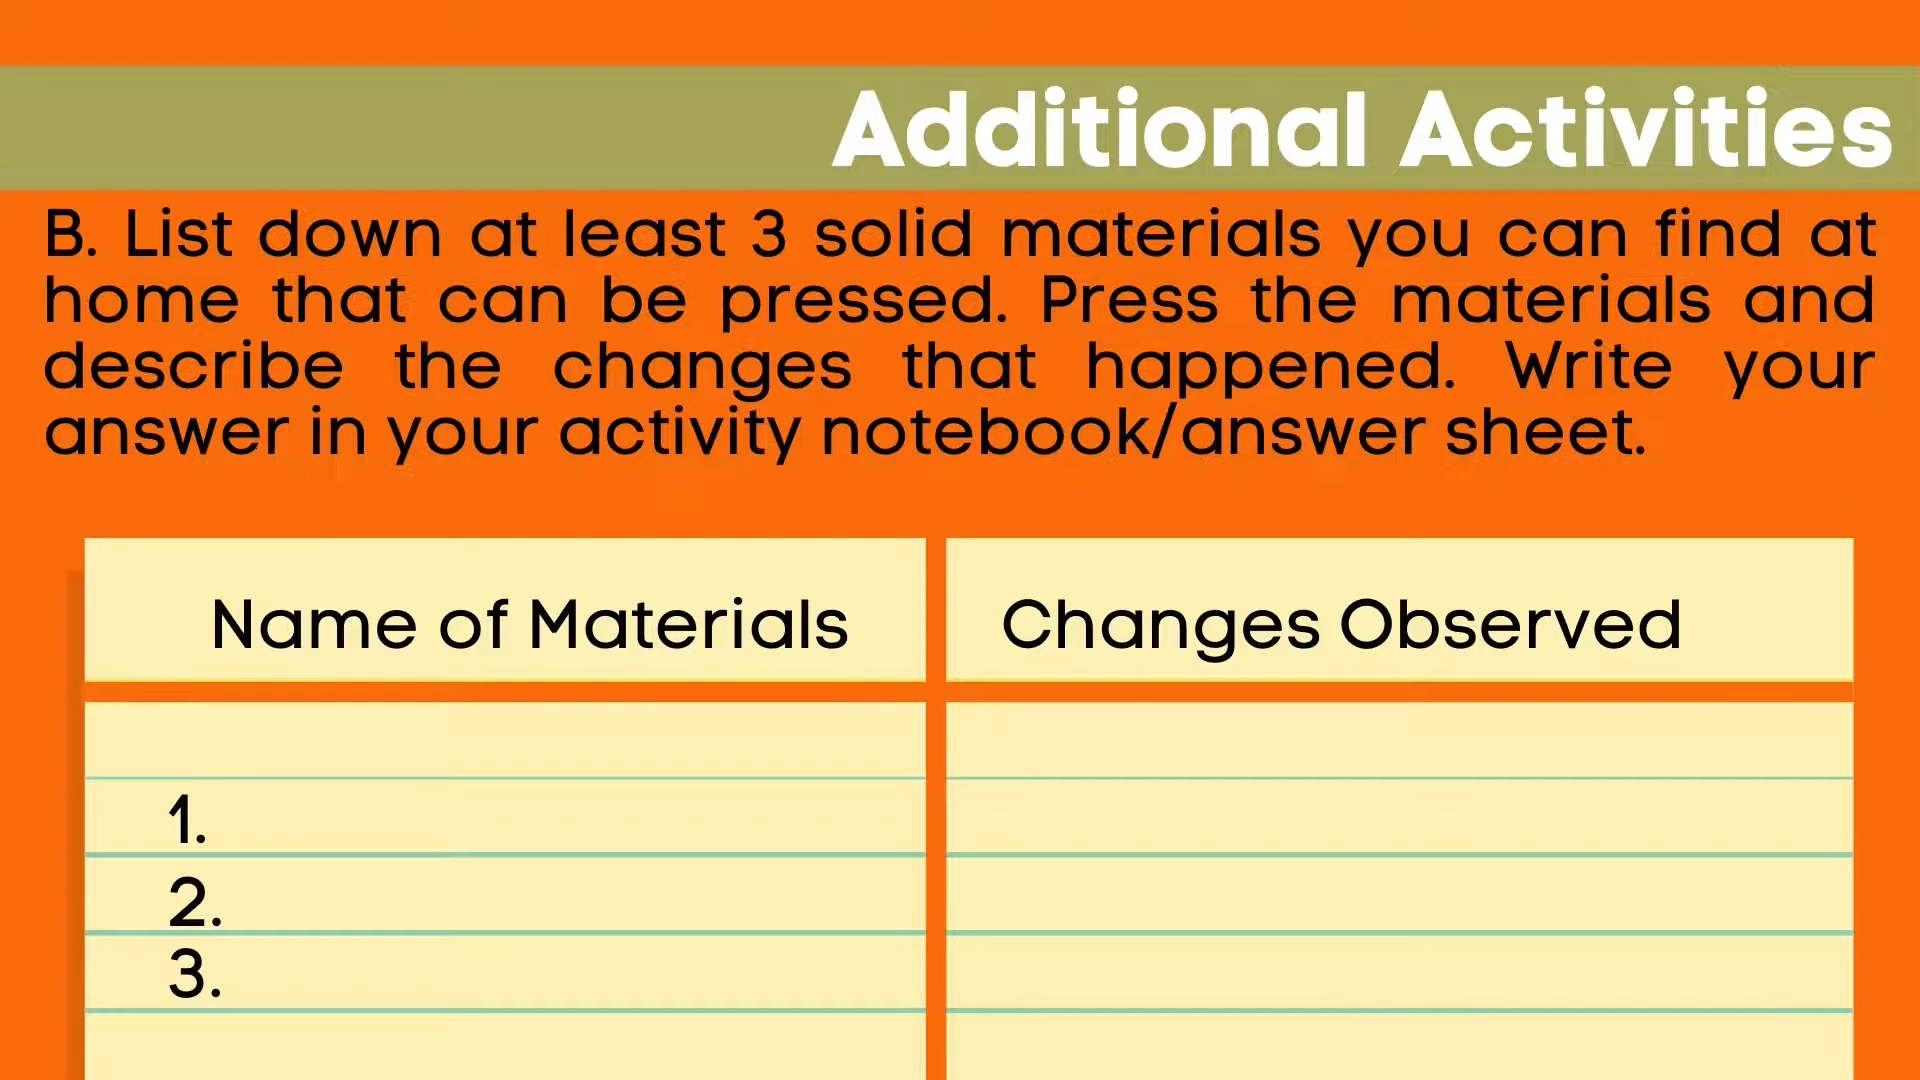 Additional Activities
B. List down at least 3 solid materials you can find at
home that can be pressed. Press the materials and
describe the changes that happened. Write your
answer in your activity notebook/answer sheet.
Name of Materials
Changes Observed
1.
2.
3.